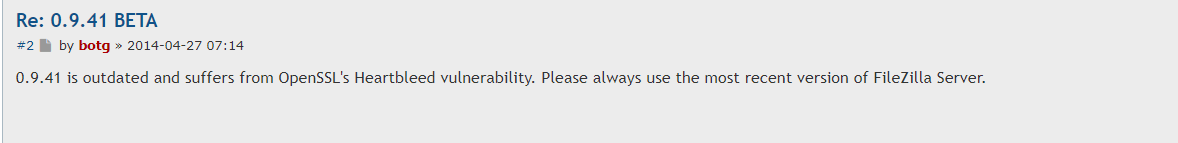 Re: 0.9.41 BETA
#2 by botg » 2014-04-27 07:14
0.9.41 is outdated and suffers from OpenSSL's Heartbleed vulnerability. Please always use the most recent version of FileZilla Server.